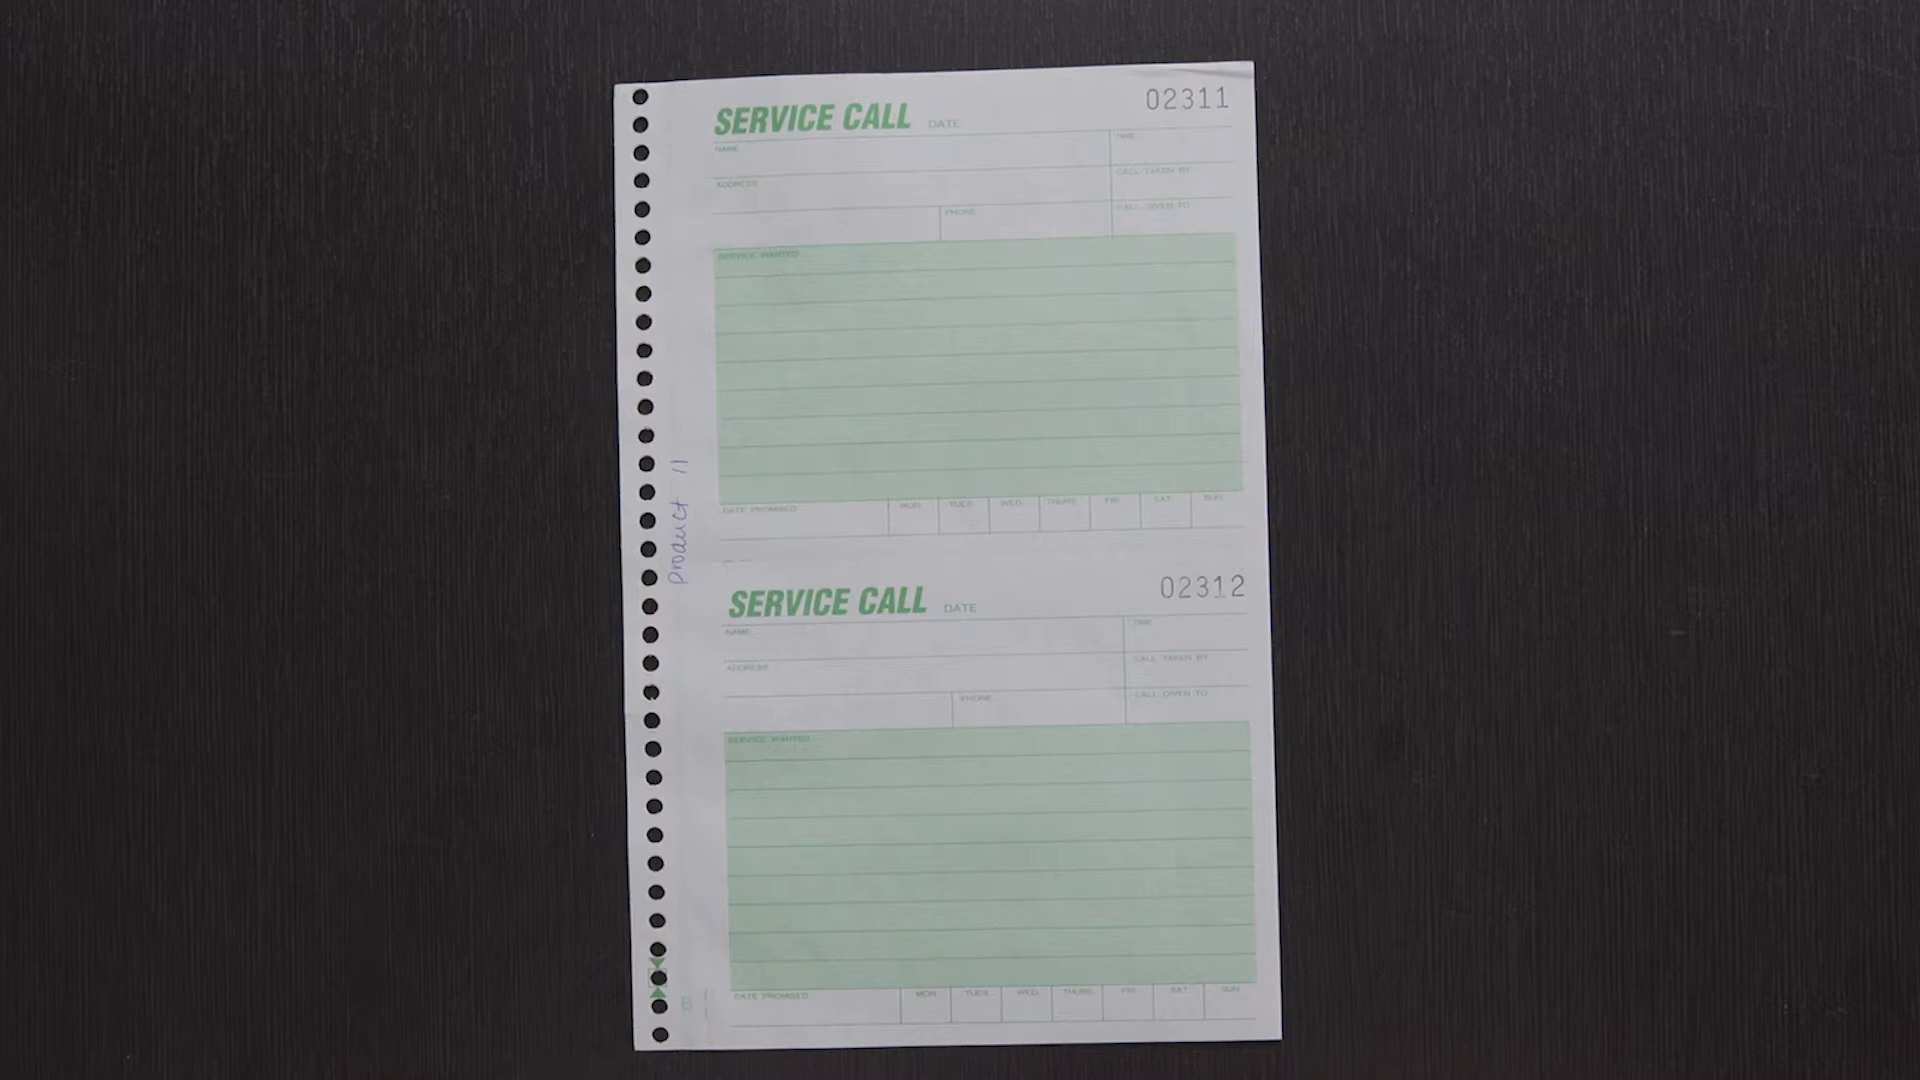 02311
SERVICE CALL DATE
NAME
TIME
ADDRESS
CALL TAKEN BY
PHONE
CALL GIVEN TO
SERVICE WANTED
DATE PROMISED MON. TUES. WED. THURS. FRI. SAT. SUN.
Product 11
02312
SERVICE CALL DATE
NAME
TIME
ADDRESS
CALL TAKEN BY
PHONE
CALL GIVEN TO
SERVICE WANTED
DATE PROMISED MON. TUES. WED. THURS. FRI. SAT. SUN.